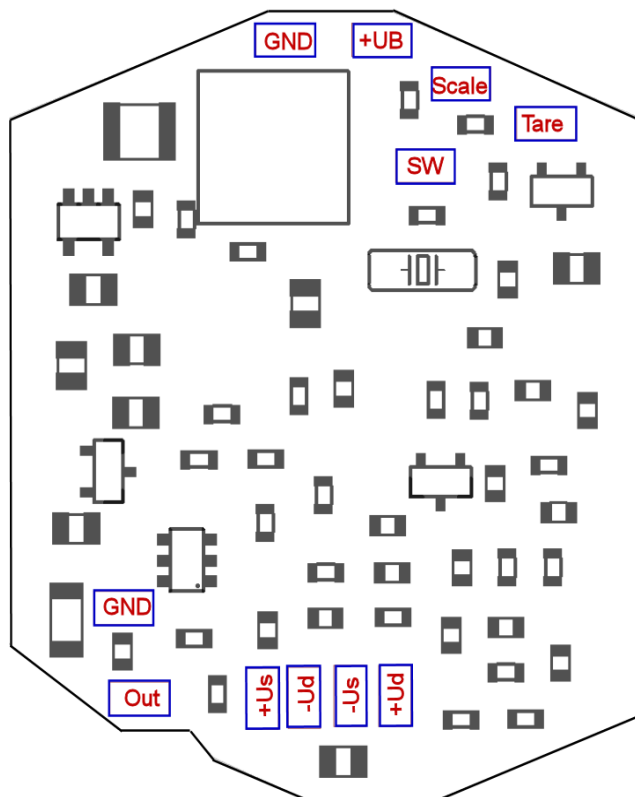 GND
+UB
Scale
Tare
SW
GND
Out
+Us
-Ud
-Us
+Ud